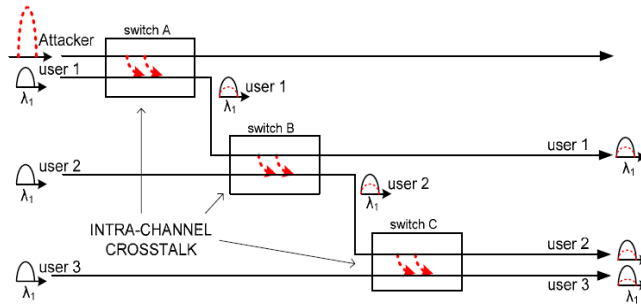 switch A
Attacker
user 1
λ1
user 1
λ1
switch B
user 1
λ1
user 2
λ1
user 2
λ1
INTRA-CHANNEL
CROSSTALK
switch C
user 2
user 3
λ1
user 3